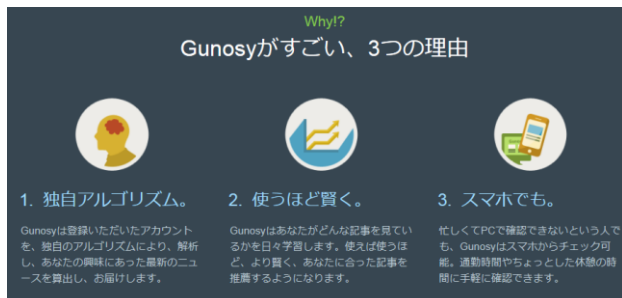 Why!?
Gunosyがすごい、3つの理由
1. 独自アルゴリズム。
Gunosyは登録いただいたアカウント
を、独自のアルゴリズムにより、解析
し、あなたの興味にあった最新のニュ
ースを算出し、お届けします。
2. 使うほど賢く。
Gunosyはあなたがどんな記事を見てい
るかを日々学習します。使えば使うほ
ど、より賢く、あなたに合った記事を
推薦するようになります。
3. スマホでも。
忙しくてPCで確認できないという人で
も、Gunosyはスマホからチェック可
能。通勤時間やちょっとした休憩の時
間に手軽に確認できます。